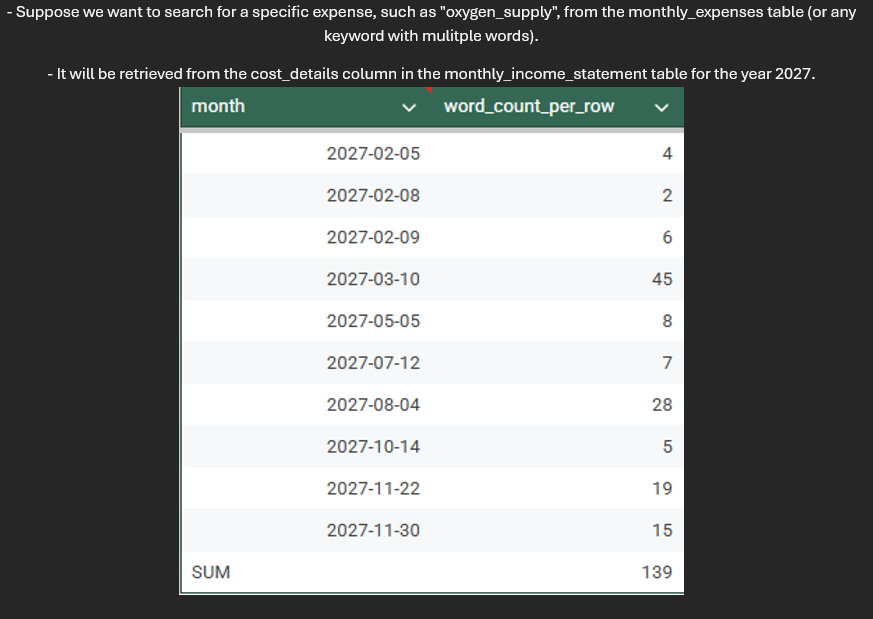 - Suppose we want to search for a specific expense, such as "oxygen_supply", from the monthly_expenses table (or any
keyword with mulitple words).
- It will be retrieved from the cost_details column in the monthly_income_statement table for the year 2027.
month word_count_per_row
2027-02-05 4
2027-02-08 2
2027-02-09 6
2027-03-10 45
2027-05-05 8
2027-07-12 7
2027-08-04 28
2027-10-14 5
2027-11-22 19
2027-11-30 15
SUM 139